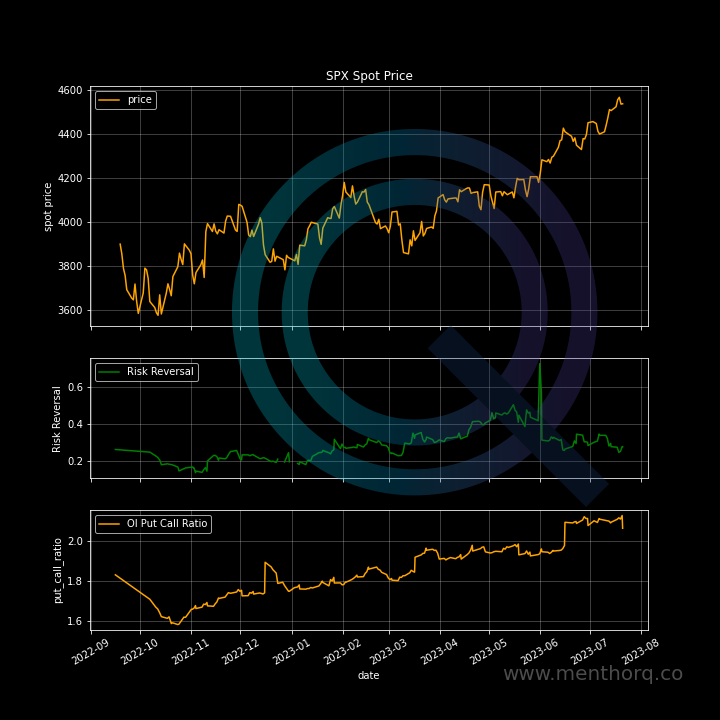 SPX Spot Price
4600
4400
4200
4000
3800
3600
spot price
price
0.6
0.4
0.2
Risk Reversal
Risk Reversal
2.0
1.8
1.6
put_call_ratio
OI Put Call Ratio
2022-09 2022-10 2022-11 2022-12 2023-01 2023-02 2023-03 2023-04 2023-05 2023-06 2023-07 2023-08
date
www.menthorq.co